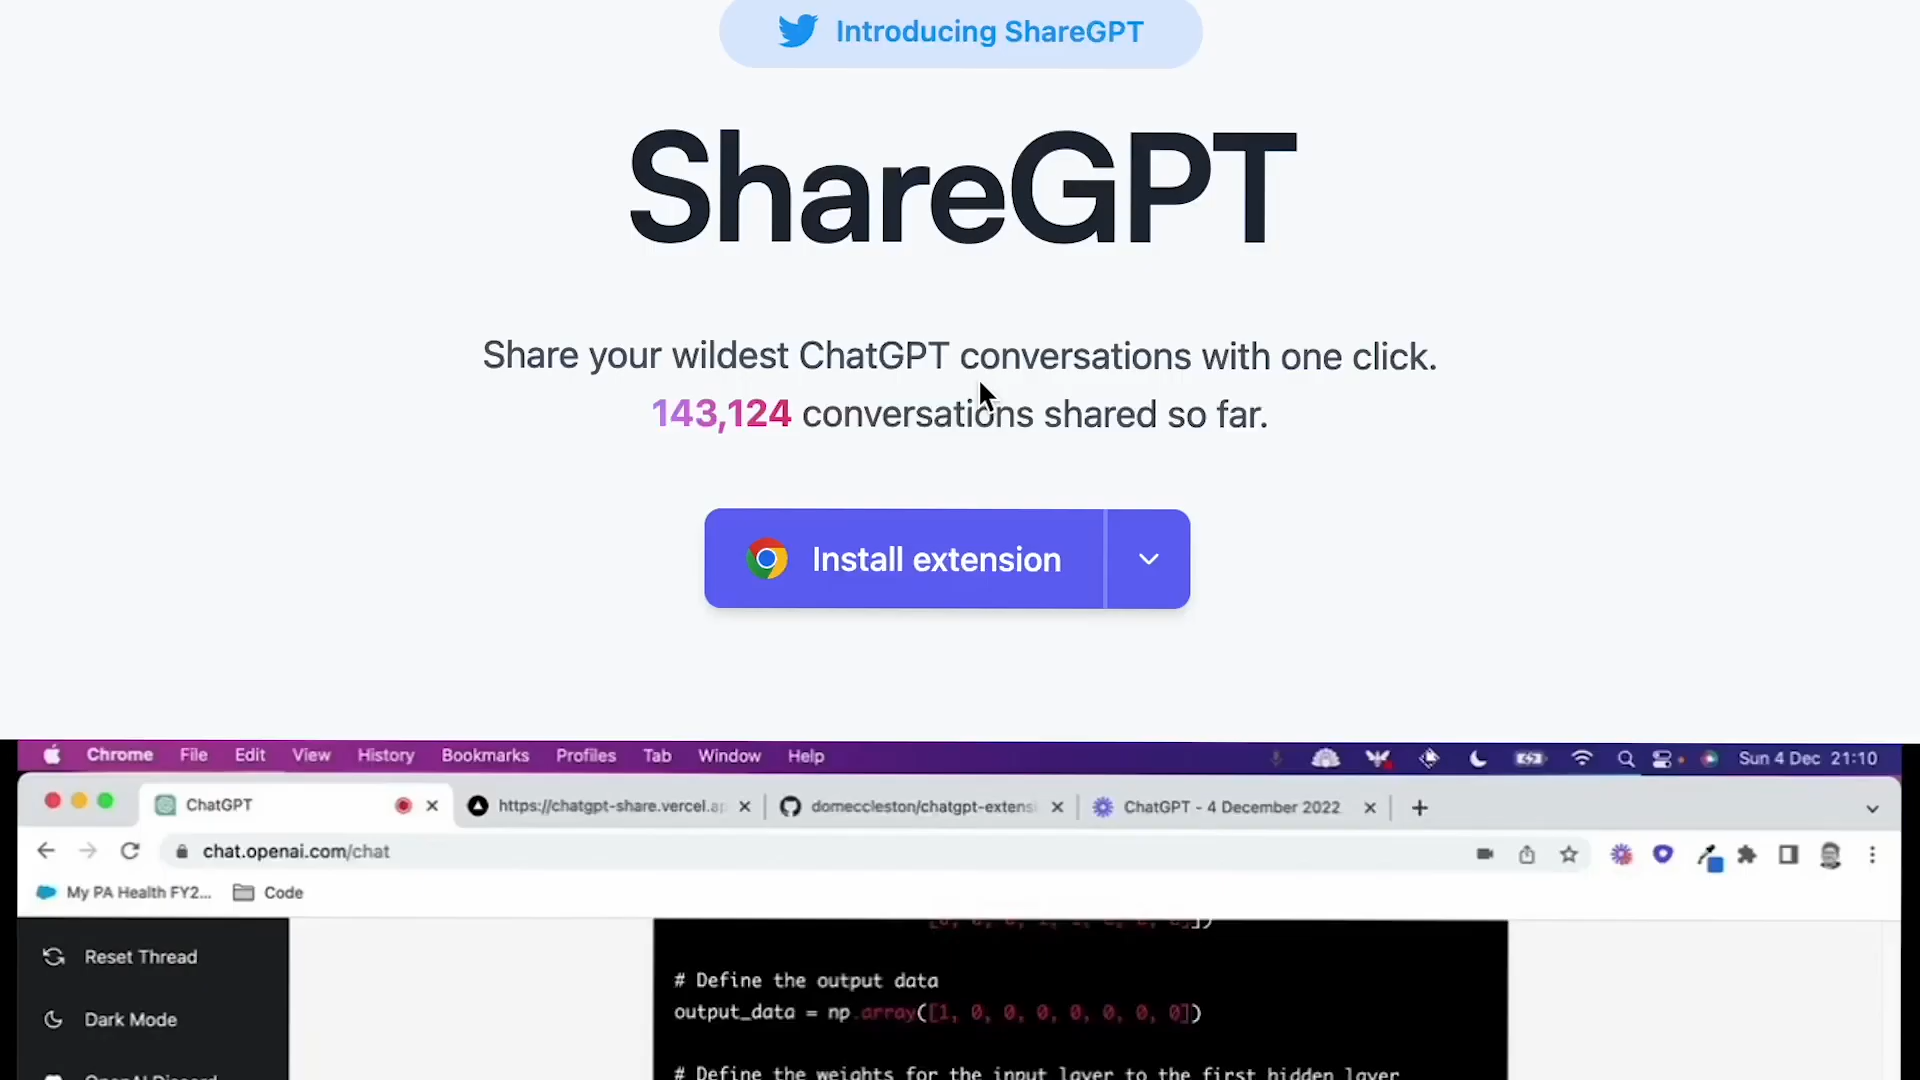 Introducing ShareGPT
ShareGPT
Share your wildest ChatGPT conversations with one click.
143,124 conversations shared so far.
Install extension
Chrome File Edit View History Bookmarks Profiles Tab Window Help Sun 4 Dec 21:10
ChatGPT https://chatgpt-share.vercel.ap domeccleston/chatgpt-extensi ChatGPT - 4 December 2022
chat.openai.com/chat
My PA Health FY2... Code
Reset Thread
# Define the output data
output_data = np.array([1, 0, 0, 0, 0, 0, 0, 0])
Dark Mode
# Define the weights for the input layer to the first hidden layer
OpenAI Discord